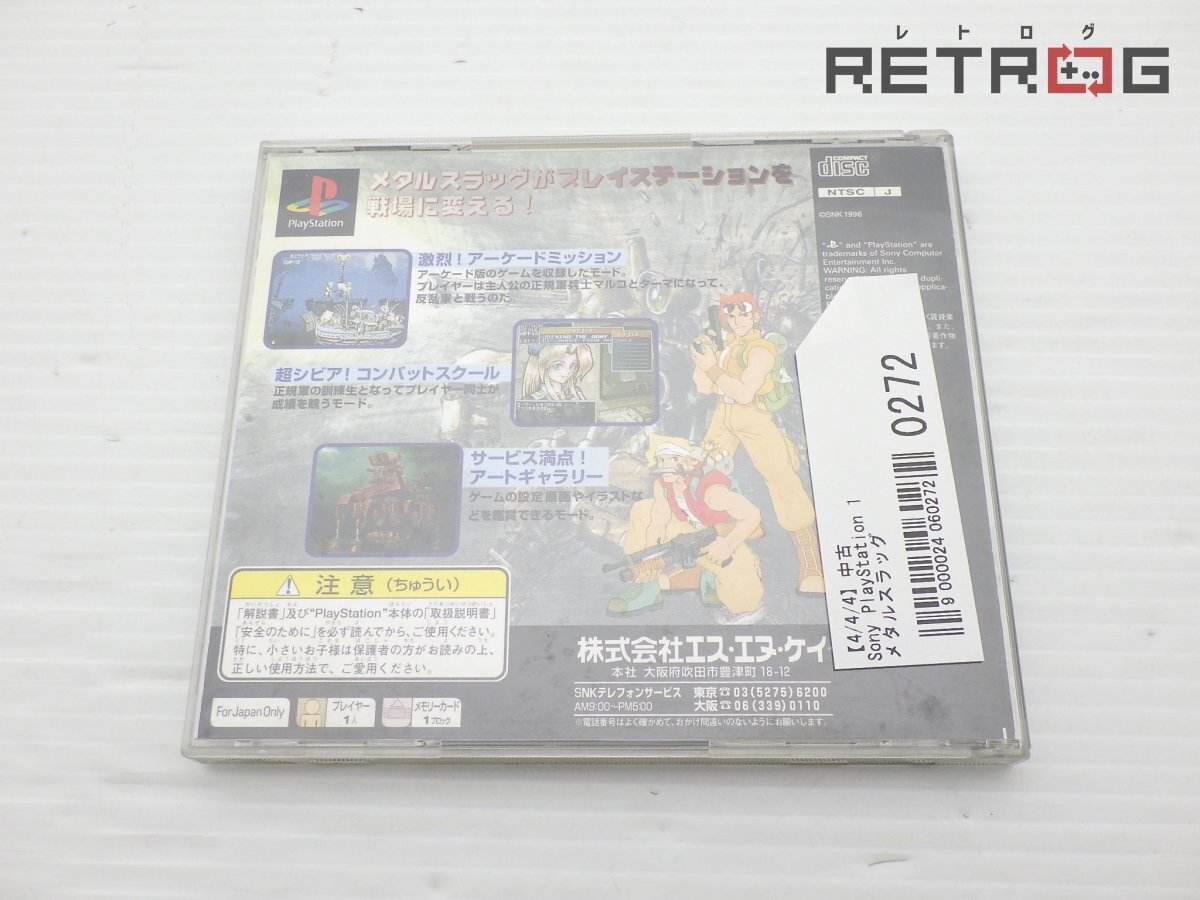 レトログ
RETROG
PlayStation
メタルスラッグがプレイステーションを
戦場に変える!
COMPACT
disc
NTSC J
©SNK 1996
"PS" and "PlayStation" are
trademarks of Sony Computer
Entertainment Inc.
WARNING: All rights
激烈!アーケードミッション
アーケード版のゲームを収録したモード。
プレイヤーは主人公の正規軍兵士マルコとターマになって、
反乱軍と戦うのだ。
超シビア!コンバットスクール
正規軍の訓練生となってプレイヤー同士が
成績を競うモード。
サービス満点!
アートギャラリー
ゲームの設定原画やイラストな
どを鑑賞できるモード。
注意(ちゅうい)
「解説書」及び"PlayStation"本体の「取扱説明書」
「安全のために」を必ず読んでから、ご使用ください。
特に、小さいお子様は保護者の方がお読みの上、
正しい使用方法で、ご愛用ください。
For Japan Only
プレイヤー
1人
メモリーカード
1ブロック
株式会社エス・エヌ・ケイ
本社 大阪府吹田市豊津町18-12
SNKテレフォンサービス 東京☎03(5275)6200
AM9:00~PM5:00 大阪☎06(339)0110
※電話番号はよく確かめて、おかけ間違いのないようにお願いします。
【4/4/4】中古
Sony PlayStation 1
メタルスラッグ
9 000024 060272
0272